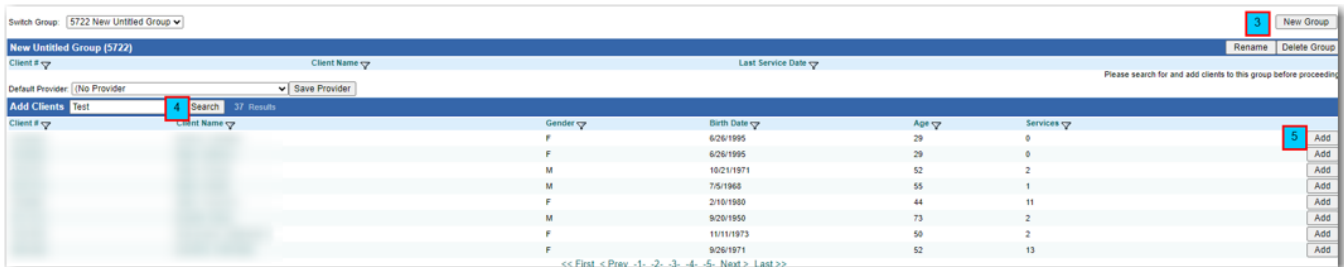 Switch Group: 5722 New Untitled Group 3 New Group
New Untitled Group (5722) Rename Delete Group
Client # Client Name Last Service Date
Please search for and add clients to this group before proceeding
Default Provider: (No Provider Save Provider
Add Clients Test 4 Search 37 Results
Client # Client Name Gender Birth Date Age Services
F 6/26/1995 29 0 5 Add
F 6/26/1995 29 0 Add
M 10/21/1971 52 2 Add
M 7/5/1968 55 1 Add
F 2/10/1980 44 11 Add
M 9/20/1950 73 2 Add
F 11/11/1973 50 2 Add
F 9/26/1971 52 13 Add
<< First < Prev -1- -2- -3- -4- -5- Next > Last >>